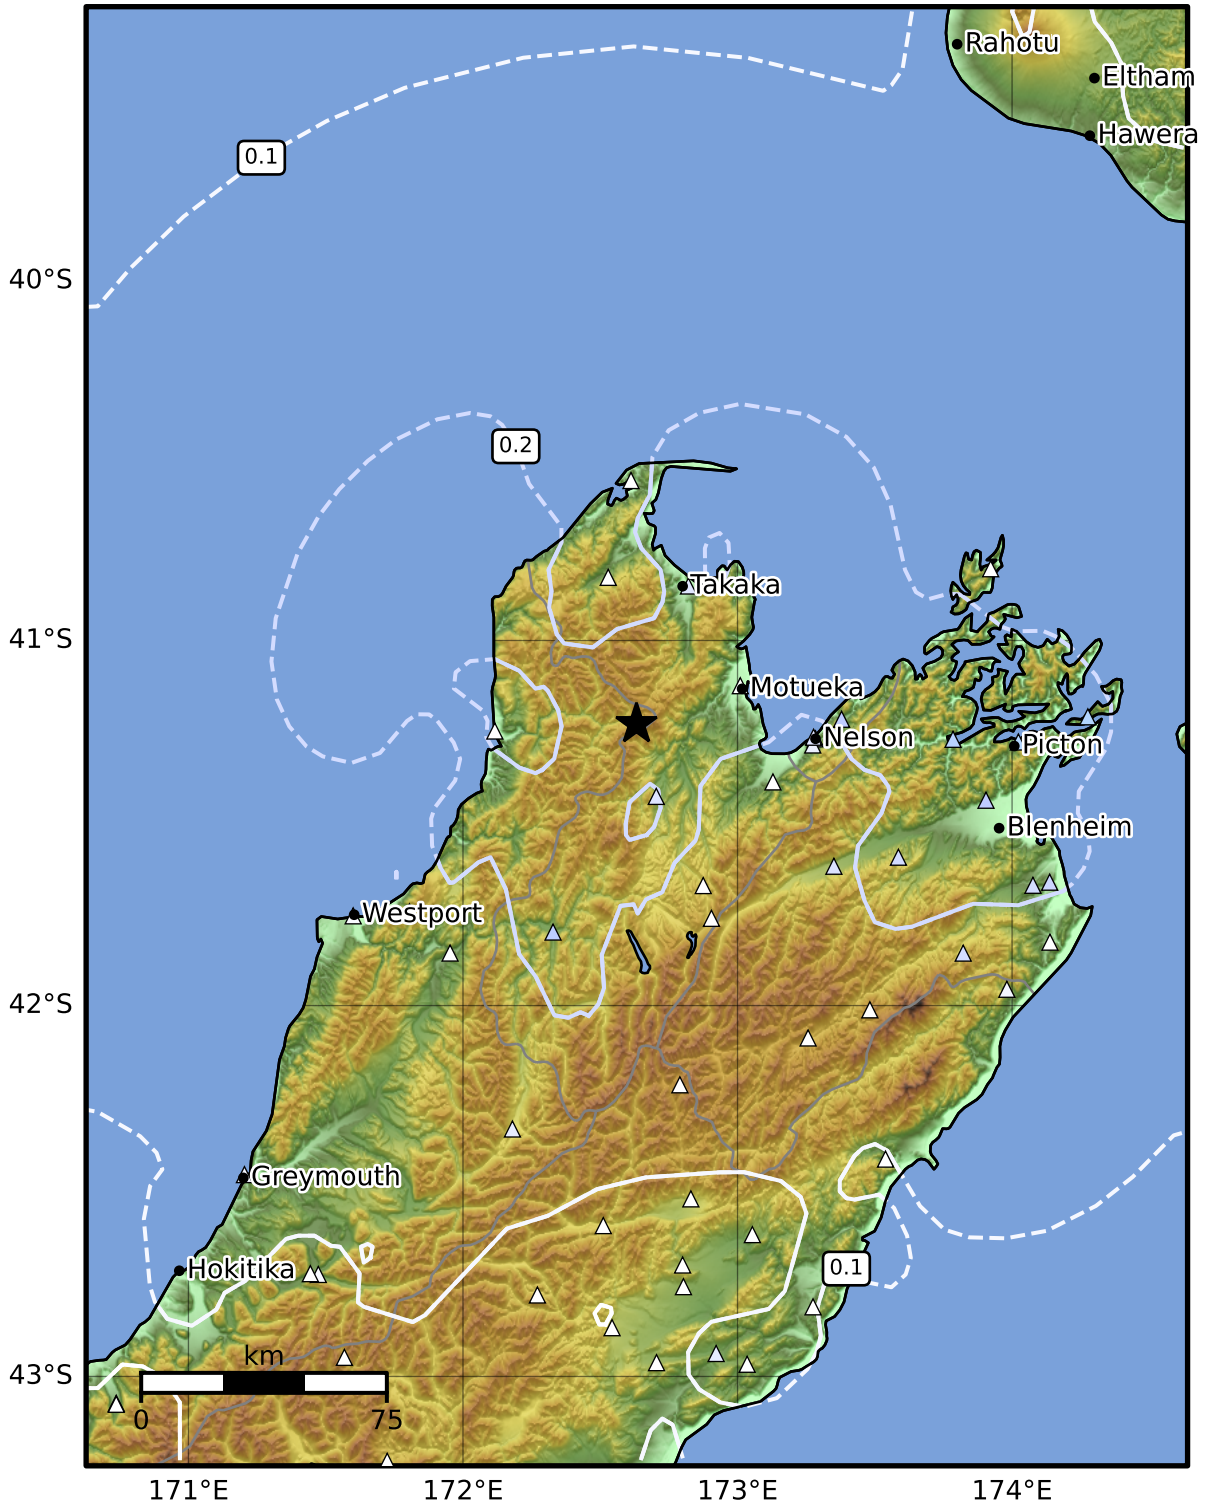 Rahotu
Eltham
Hawera
0.1
40°S
0.2
Takaka
41°S
Motueka
Nelson
Picton
Blenheim
Westport
42°S
Greymouth
Hokitika
0.1
km
43°S
0 75
171°E 172°E 173°E 174°E